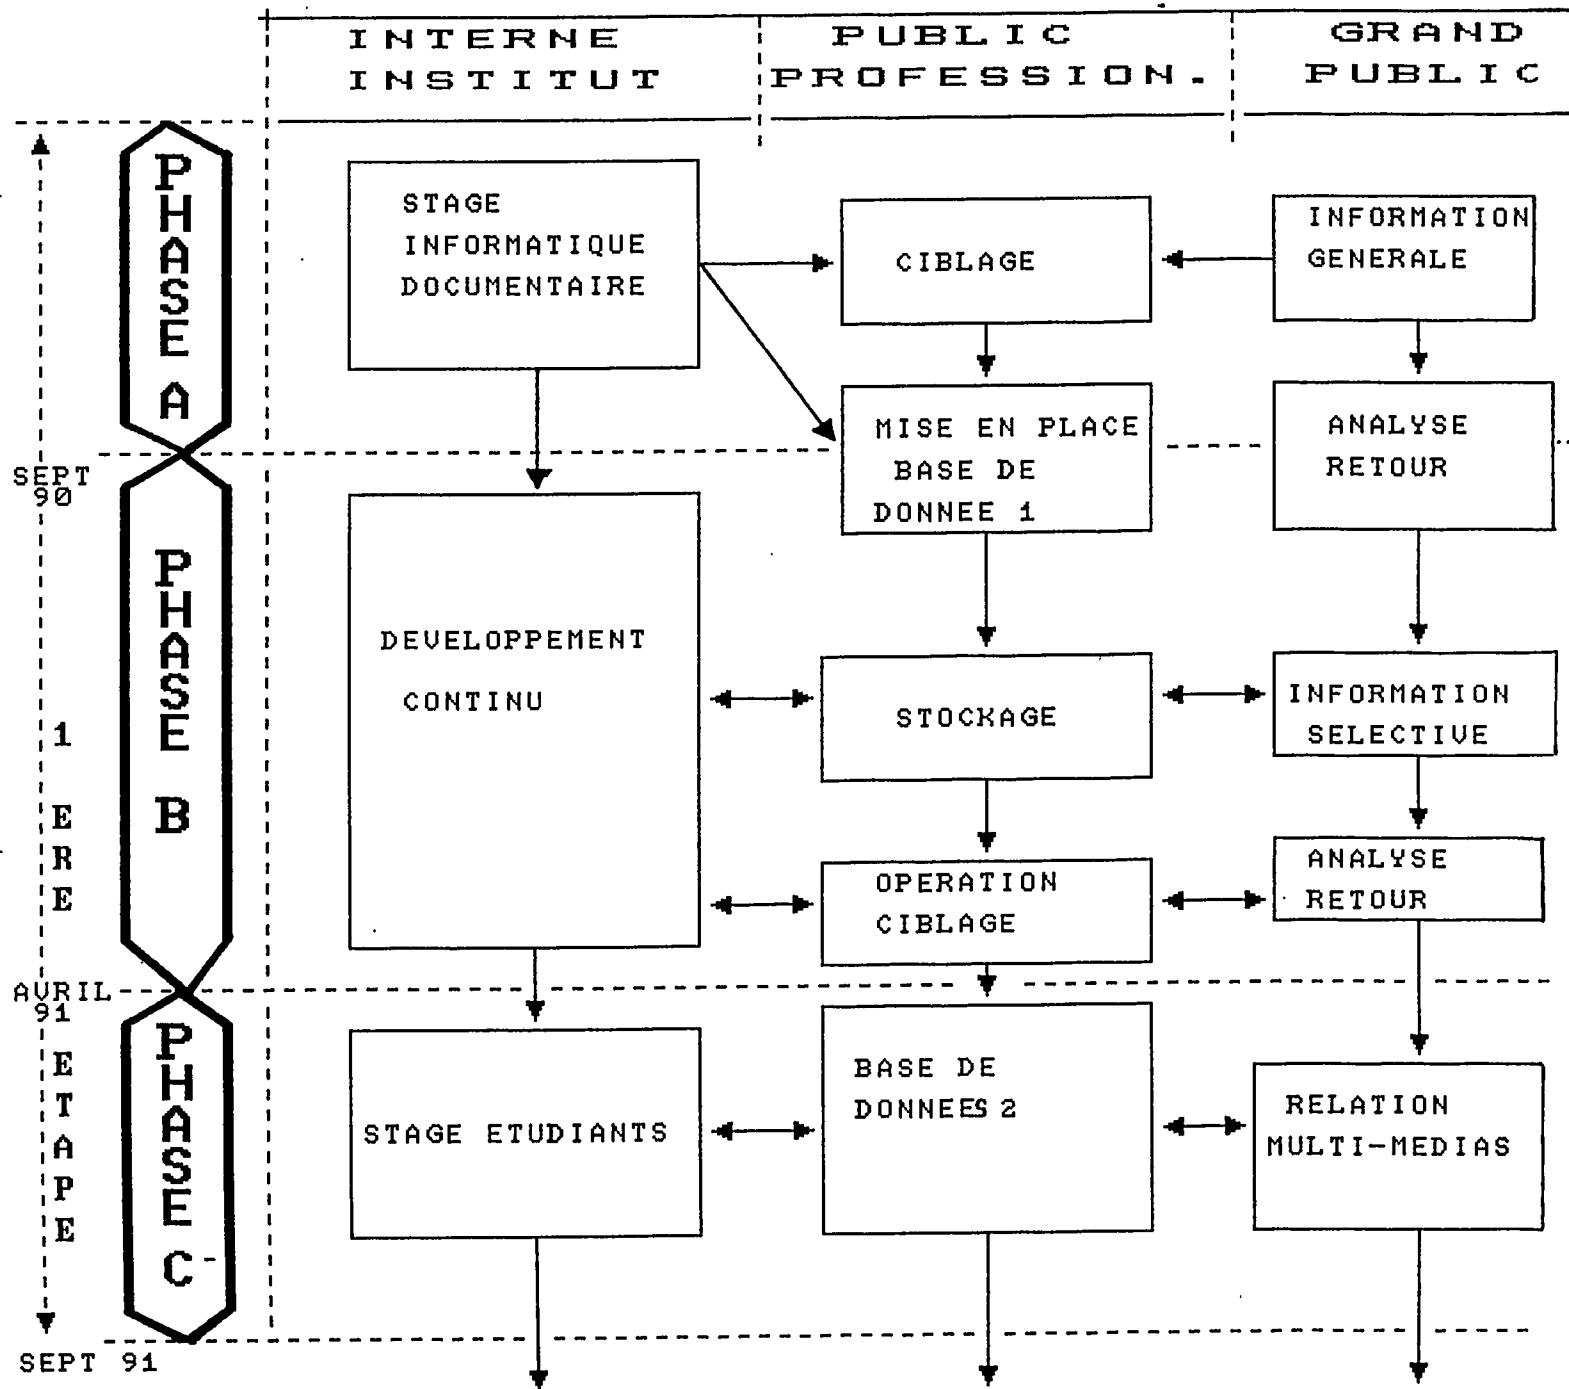 INTERNE
INSTITUT
PUBLIC
PROFESSION.
GRAND
PUBLIC
PHASE A
STAGE
INFORMATIQUE
DOCUMENTAIRE
CIBLAGE
INFORMATION
GENERALE
MISE EN PLACE
BASE DE
DONNEE 1
ANALYSE
RETOUR
SEPT
90
PHASE B
DEVELOPPEMENT
CONTINU
STOCKAGE
INFORMATION
SELECTIVE
OPERATION
CIBLAGE
ANALYSE
RETOUR
1 ERE ETAPE
AVRIL
91
PHASE C
STAGE ETUDIANTS
BASE DE
DONNEES 2
RELATION
MULTI-MEDIAS
SEPT 91